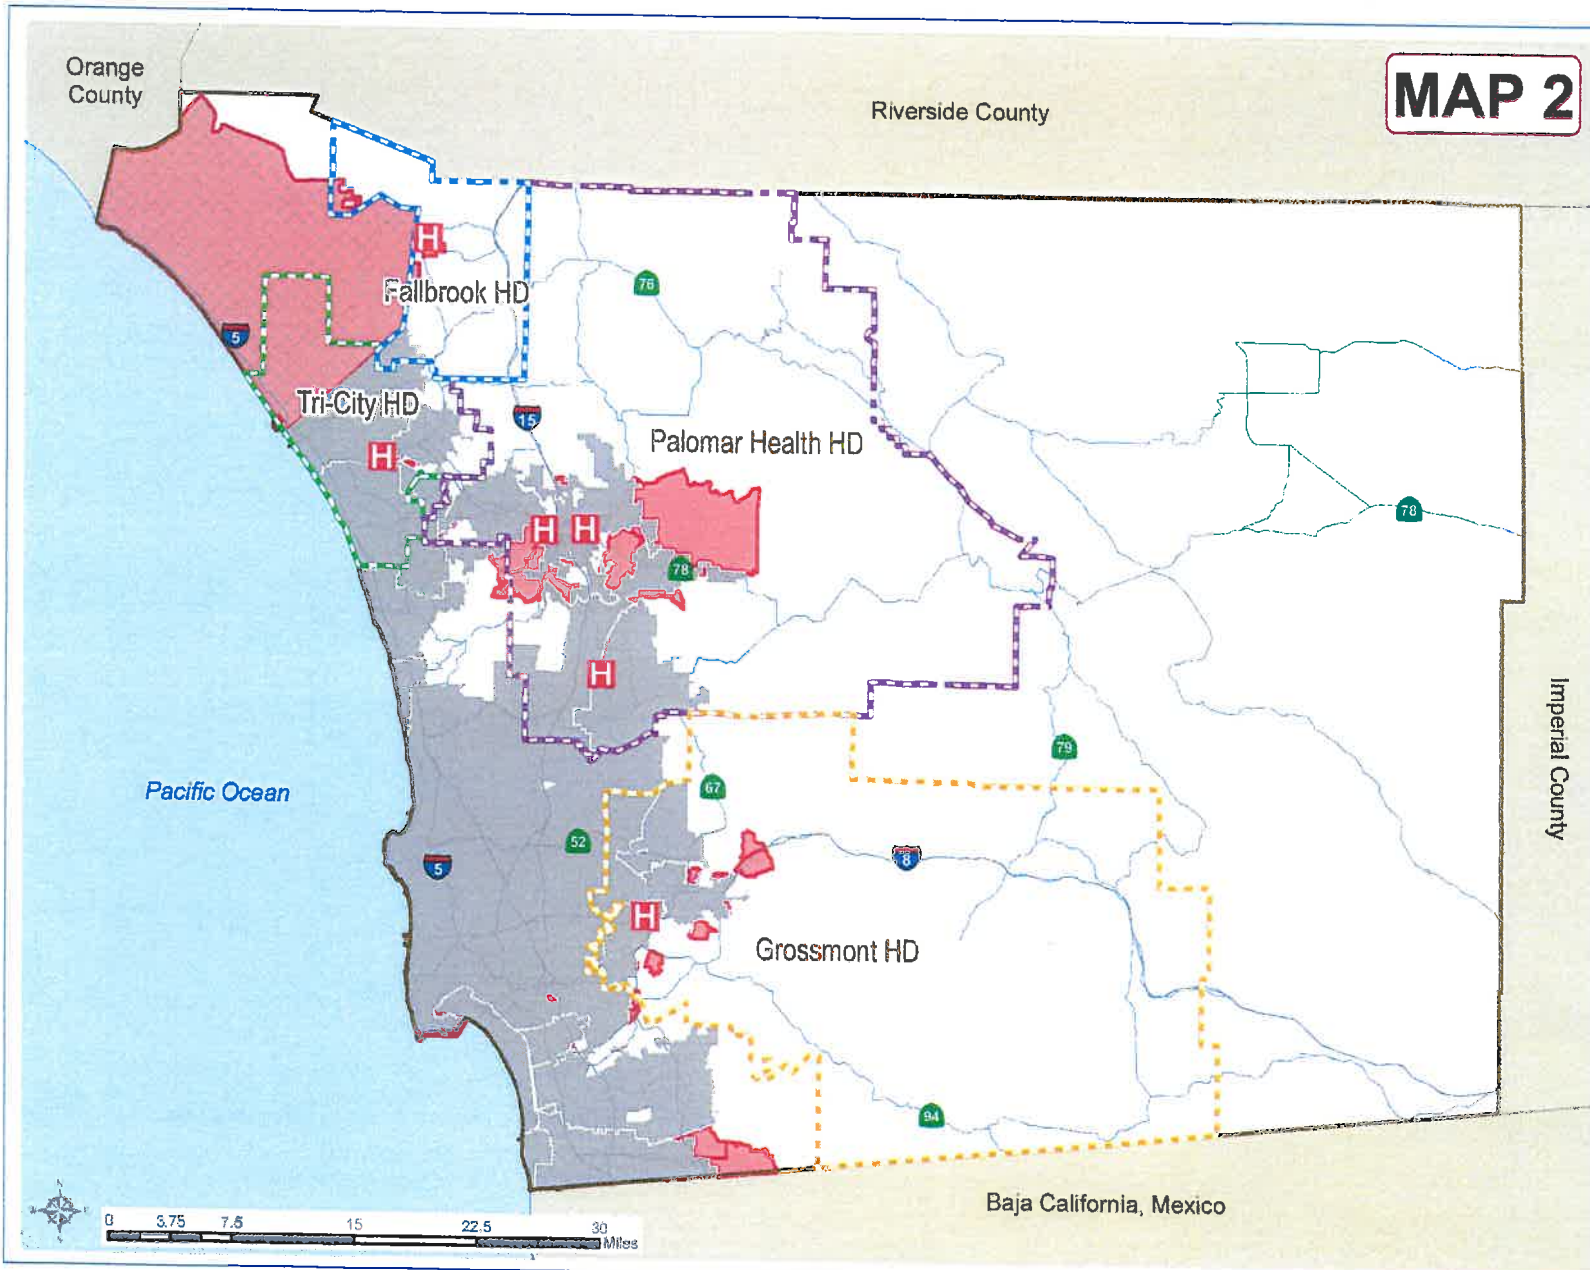 Orange
County
Riverside County
MAP 2
H
76
Fallbrook HD
5
Tri-City HD
15
Palomar Health HD
H
78
H H
78
H
Imperial County
79
Pacific Ocean
67
52
5
8
H
Grossmont HD
94
Baja California, Mexico
N
0 3.75 7.5 15 22.5 30
Miles